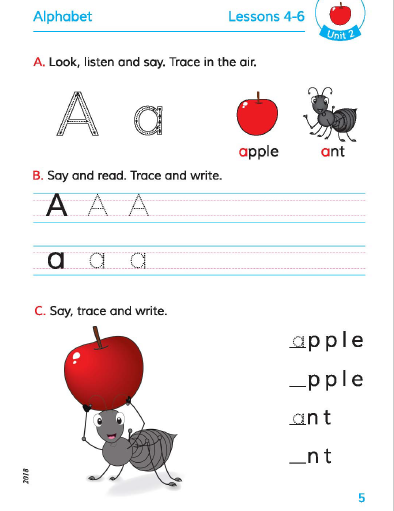 Alphabet
Lessons 4-6
Unit 2
A. Look, listen and say. Trace in the air.
A a
apple
ant
B. Say and read. Trace and write.
A A A
a a a
C. Say, trace and write.
apple
_pple
ant
_nt
2018
5